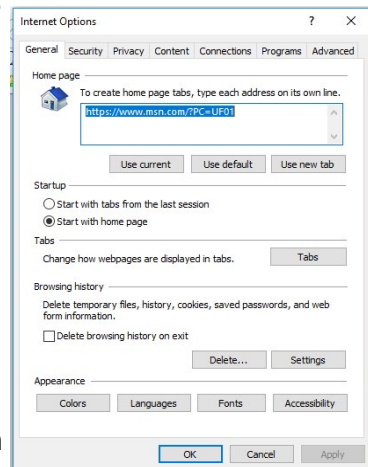 Internet Options ? X
General Security Privacy Content Connections Programs Advanced
Home page
To create home page tabs, type each address on its own line.
https://www.msn.com/?PC=UF01
Use current Use default Use new tab
Startup
Start with tabs from the last session
Start with home page
Tabs
Change how webpages are displayed in tabs. Tabs
Browsing history
Delete temporary files, history, cookies, saved passwords, and web
form information.
Delete browsing history on exit
Delete... Settings
Appearance
Colors Languages Fonts Accessibility
OK Cancel Apply